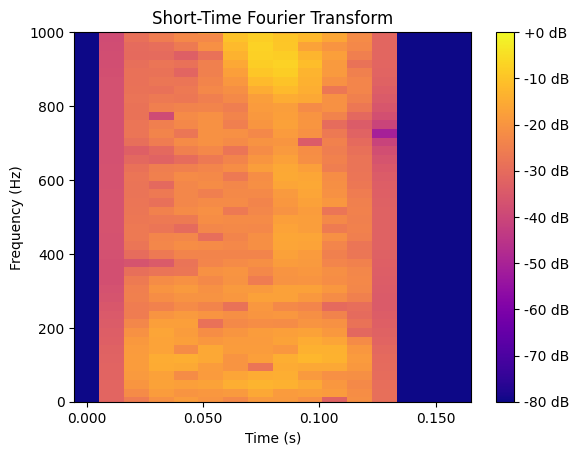 Short-Time Fourier Transform
1000
800
600
400
200
0
Frequency (Hz)
0.000
0.050
0.100
0.150
Time (s)
+0 dB
-10 dB
-20 dB
-30 dB
-40 dB
-50 dB
-60 dB
-70 dB
-80 dB